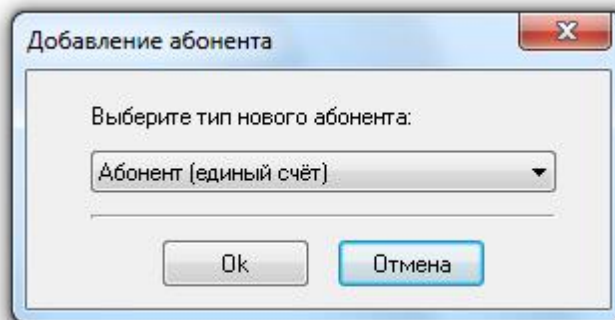 Добавление абонента
Выберите тип нового абонента:
Абонент (единый счёт)
Ok
Отмена